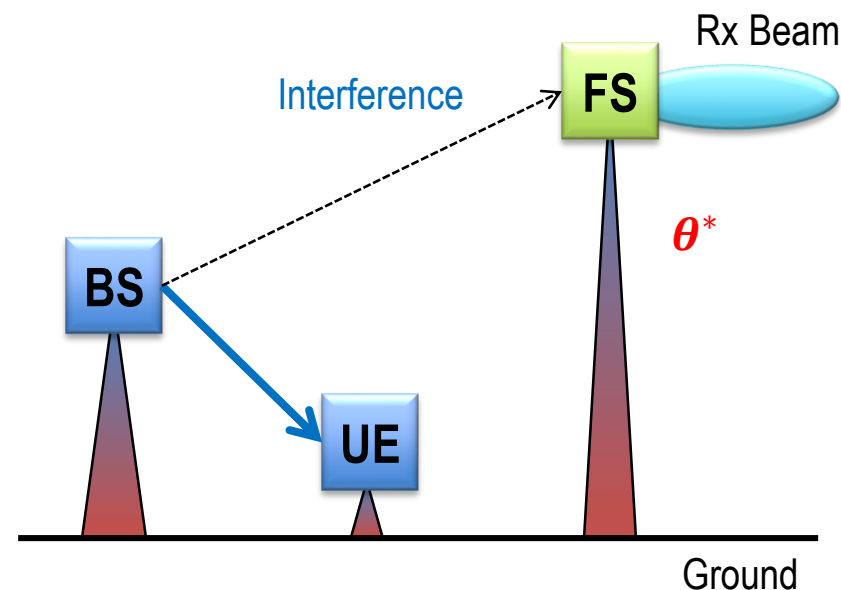 Rx Beam
Interference
FS
θ*
BS
UE
Ground